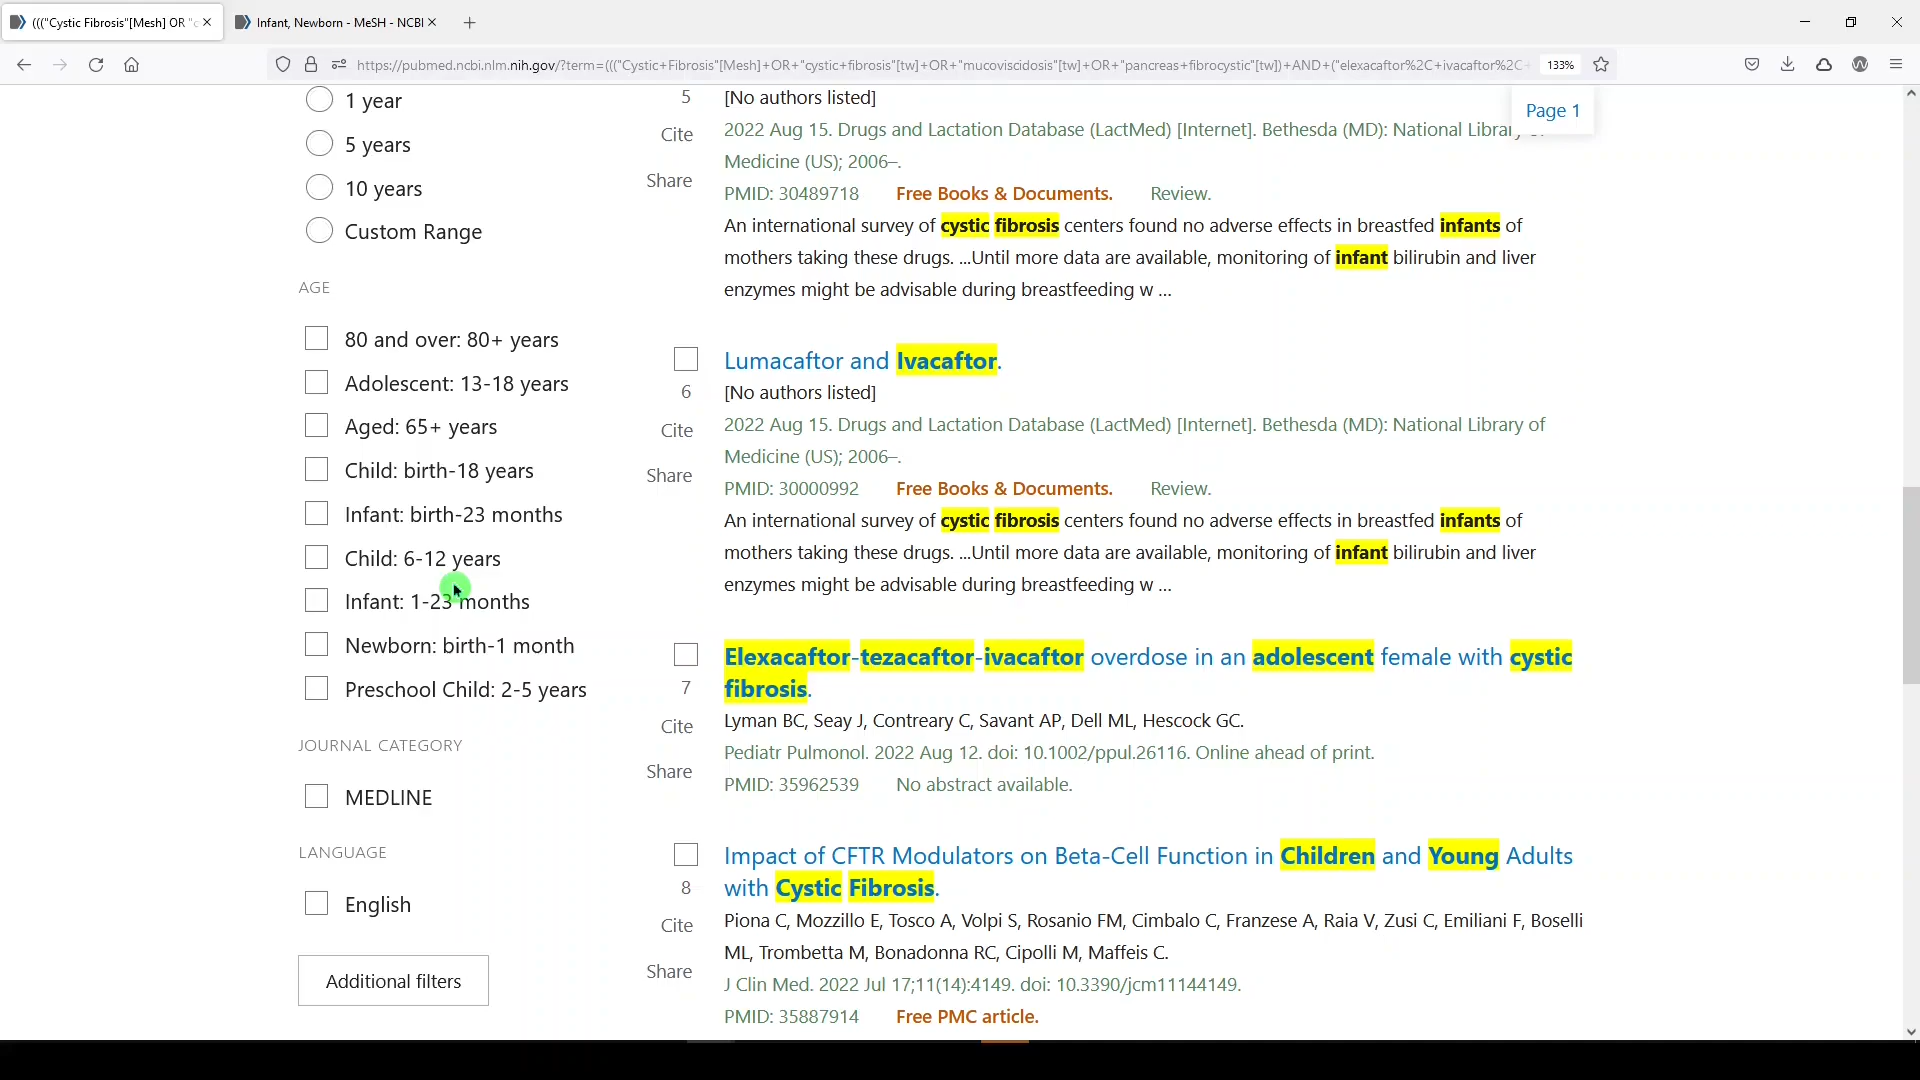 ((("Cystic Fibrosis"[Mesh] OR "c
Infant, Newborn - MeSH - NCBI
https://pubmed.ncbi.nlm.nih.gov/?term=((("Cystic+Fibrosis"[Mesh]+OR+"cystic+fibrosis"[tw]+OR+"mucoviscidosis"[tw]+OR+"pancreas+fibrocystic"[tw])+AND+("elexacaftor%2C+ivacaftor%2C+
133%
Page 1
1 year
5 years
10 years
Custom Range
AGE
80 and over: 80+ years
Adolescent: 13-18 years
Aged: 65+ years
Child: birth-18 years
Infant: birth-23 months
Child: 6-12 years
Infant: 1-23 months
Newborn: birth-1 month
Preschool Child: 2-5 years
JOURNAL CATEGORY
MEDLINE
LANGUAGE
English
Additional filters
5
Cite
Share
[No authors listed]
2022 Aug 15. Drugs and Lactation Database (LactMed) [Internet]. Bethesda (MD): National Library
Medicine (US); 2006–.
PMID: 30489718 Free Books & Documents. Review.
An international survey of cystic fibrosis centers found no adverse effects in breastfed infants of
mothers taking these drugs. ...Until more data are available, monitoring of infant bilirubin and liver
enzymes might be advisable during breastfeeding w ...
6
Cite
Share
Lumacaftor and Ivacaftor.
[No authors listed]
2022 Aug 15. Drugs and Lactation Database (LactMed) [Internet]. Bethesda (MD): National Library of
Medicine (US); 2006–.
PMID: 30000992 Free Books & Documents. Review.
An international survey of cystic fibrosis centers found no adverse effects in breastfed infants of
mothers taking these drugs. ...Until more data are available, monitoring of infant bilirubin and liver
enzymes might be advisable during breastfeeding w ...
7
Cite
Share
Elexacaftor-tezacaftor-ivacaftor overdose in an adolescent female with cystic
fibrosis.
Lyman BC, Seay J, Contreary C, Savant AP, Dell ML, Hescock GC.
Pediatr Pulmonol. 2022 Aug 12. doi: 10.1002/ppul.26116. Online ahead of print.
PMID: 35962539 No abstract available.
8
Cite
Share
Impact of CFTR Modulators on Beta-Cell Function in Children and Young Adults
with Cystic Fibrosis.
Piona C, Mozzillo E, Tosco A, Volpi S, Rosanio FM, Cimbalo C, Franzese A, Raia V, Zusi C, Emiliani F, Boselli
ML, Trombetta M, Bonadonna RC, Cipolli M, Maffeis C.
J Clin Med. 2022 Jul 17;11(14):4149. doi: 10.3390/jcm11144149.
PMID: 35887914 Free PMC article.